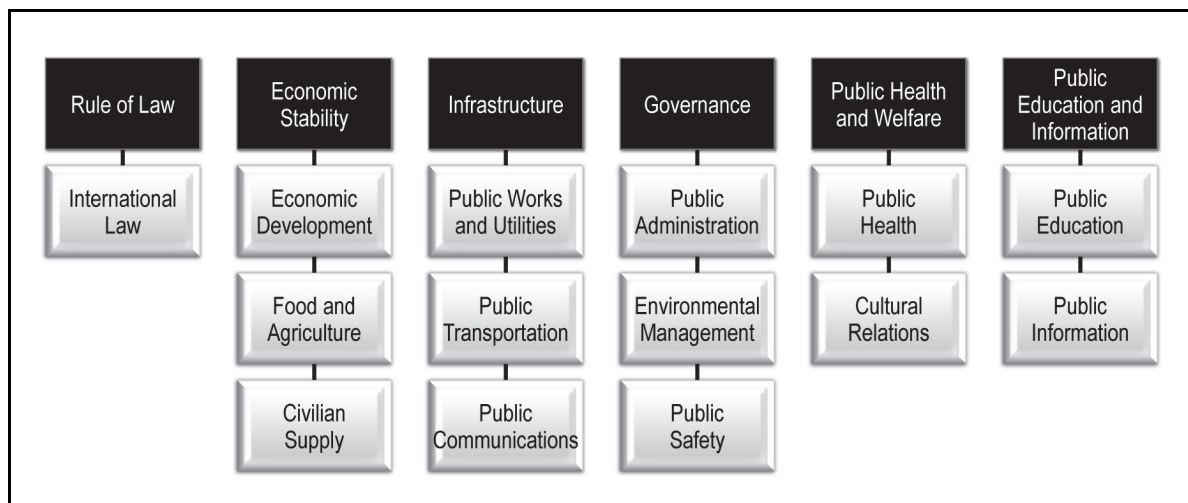 Rule of Law
International
Law
Economic
Stability
Economic
Development
Food and
Agriculture
Civilian
Supply
Infrastructure
Public Works
and Utilities
Public
Transportation
Public
Communications
Governance
Public
Administration
Environmental
Management
Public
Safety
Public Health
and Welfare
Public
Health
Cultural
Relations
Public
Education and
Information
Public
Education
Public
Information